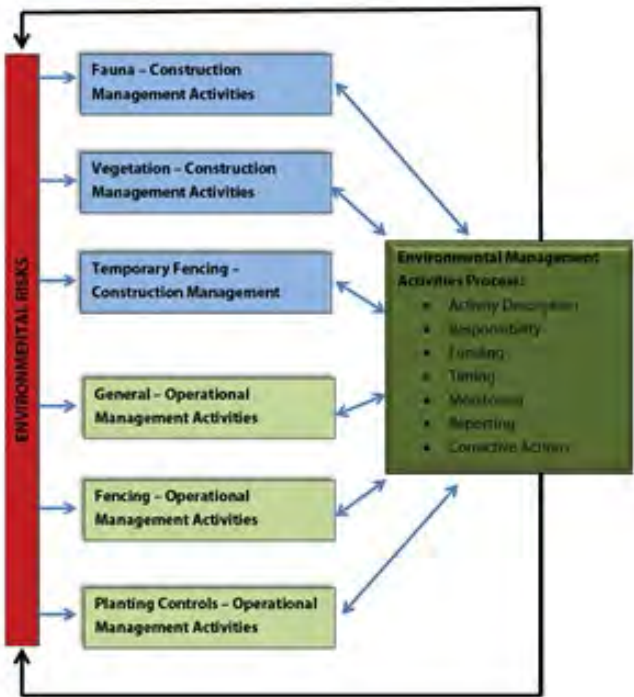 ENVIRONMENTAL RISKS
Fauna – Construction
Management Activities
Vegetation – Construction
Management Activities
Temporary Fencing –
Construction Management
General – Operational
Management Activities
Fencing – Operational
Management Activities
Planting Controls – Operational
Management Activities
Environmental Management
Activities Process:
• Activity Description
• Responsibility
• Funding
• Timing
• Monitoring
• Reporting
• Corrective Actions